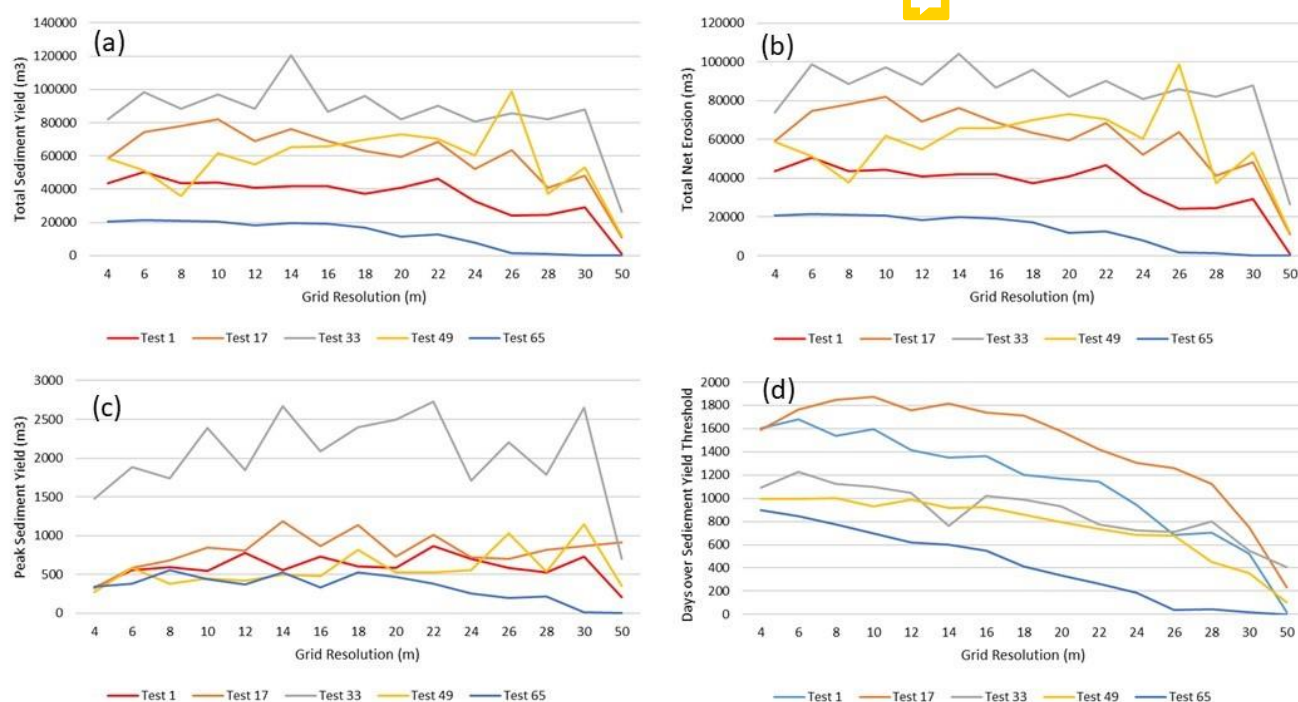 (a)
Total Sediment Yield (m3)
140000
120000
100000
80000
60000
40000
20000
0
4 6 8 10 12 14 16 18 20 22 24 26 28 30 50
Grid Resolution (m)
Test 1 Test 17 Test 33 Test 49 Test 65
(b)
Total Net Erosion (m3)
120000
100000
80000
60000
40000
20000
0
4 6 8 10 12 14 16 18 20 22 24 26 28 30 50
Grid Resolution (m)
Test 1 Test 17 Test 33 Test 49 Test 65
(c)
Peak Sediment Yield (m3)
3000
2500
2000
1500
1000
500
0
4 6 8 10 12 14 16 18 20 22 24 26 28 30 50
Grid Resolution (m)
Test 1 Test 17 Test 33 Test 49 Test 65
(d)
Days over Sediement Yield Threshold
2000
1800
1600
1400
1200
1000
800
600
400
200
0
4 6 8 10 12 14 16 18 20 22 24 26 28 30 50
Grid Resolution (m)
Test 1 Test 17 Test 33 Test 49 Test 65